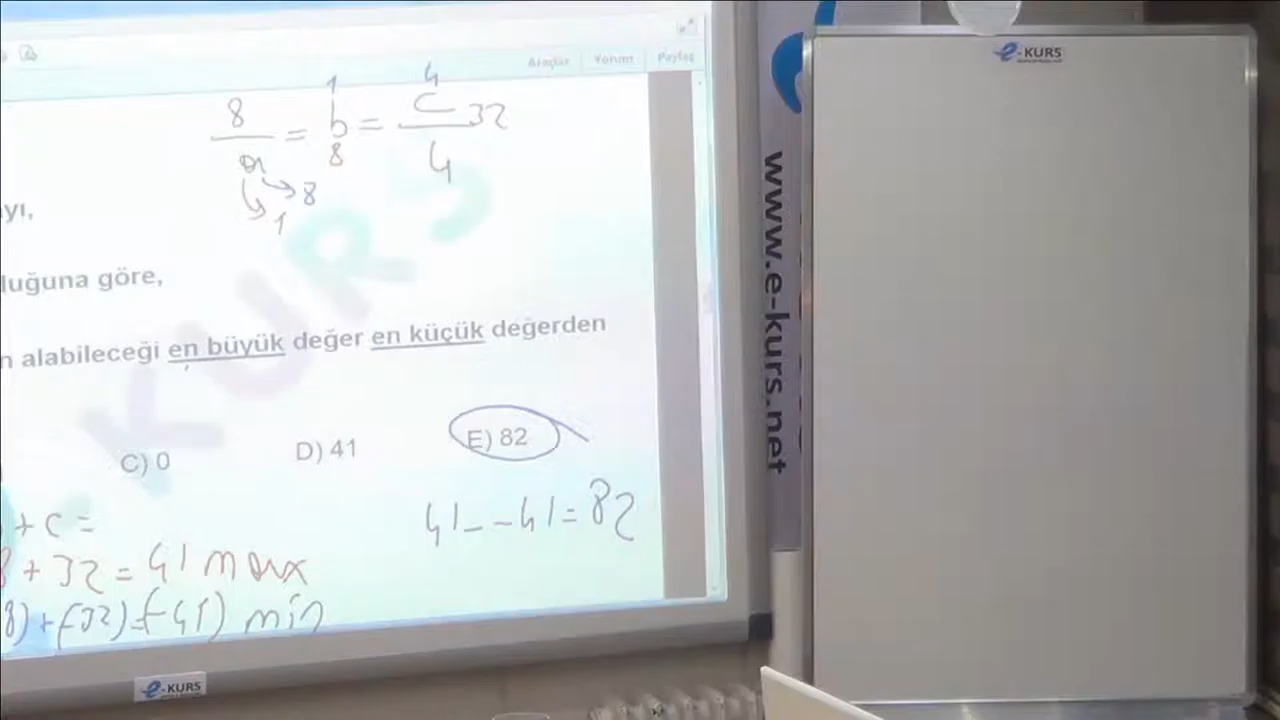 Araçlar Yorum Paylaş
1 4
8 = b = C 32
a 8 4
8
1
yı,
luğuna göre,
n alabileceği en büyük değer en küçük değerden
C) 0 D) 41 E) 82
+ c =
41 - - 41 = 82
8 + 32 = 41 max
8) + (-32) = (-41) min
KURS
e-KURS
www.e-kurs.net
e-KURS